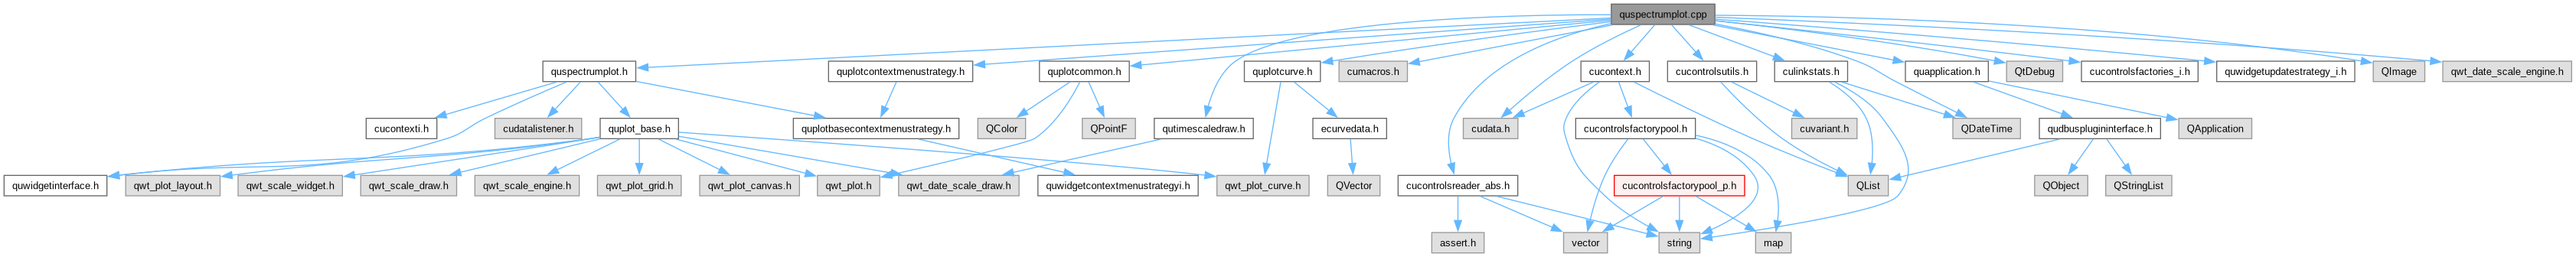 quspectrumplot.cpp
quspectrumplot.h
quplotcontextmenustrategy.h
quplotcommon.h
quplotcurve.h
cumacros.h
cucontext.h
cucontrolsutils.h
culinkstats.h
quapplication.h
QtDebug
cucontrolsfactories_i.h
quwidgetupdatestrategy_i.h
QImage
qwt_date_scale_engine.h
cucontexti.h
cudatalistener.h
quplot_base.h
quplotbasecontextmenustrategy.h
QColor
QPointF
qutimescaledraw.h
ecurvedata.h
cudata.h
cucontrolsfactorypool.h
cuvariant.h
QDateTime
qudbusplugininterface.h
QApplication
quwidgetinterface.h
qwt_plot_layout.h
qwt_scale_widget.h
qwt_scale_draw.h
qwt_scale_engine.h
qwt_plot_grid.h
qwt_plot_canvas.h
qwt_plot.h
qwt_date_scale_draw.h
quwidgetcontextmenustrategyi.h
qwt_plot_curve.h
QVector
cucontrolsreader_abs.h
cucontrolsfactorypool_p.h
QList
QObject
QStringList
assert.h
vector
string
map